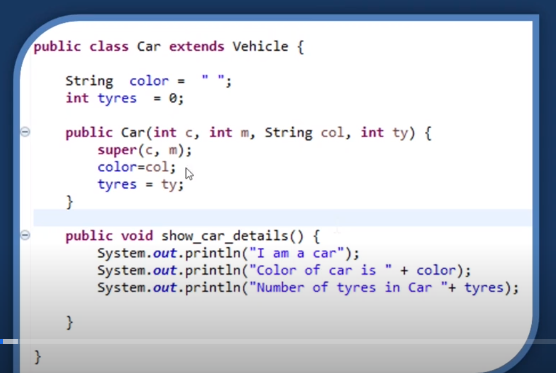 public class Car extends Vehicle {
String color = " ";
int tyres = 0;
public Car(int c, int m, String col, int ty) {
super(c, m);
color=col;
tyres = ty;
}
public void show_car_details() {
System.out.println("I am a car");
System.out.println("Color of car is " + color);
System.out.println("Number of tyres in Car "+ tyres);
}
}